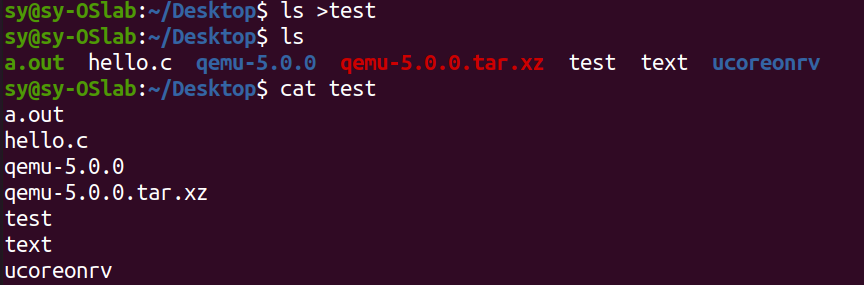 sy@sy-OSlab:~/Desktop$ ls >test
sy@sy-OSlab:~/Desktop$ ls
a.out  hello.c  qemu-5.0.0  qemu-5.0.0.tar.xz  test  text  ucoreonrv
sy@sy-OSlab:~/Desktop$ cat test
a.out
hello.c
qemu-5.0.0
qemu-5.0.0.tar.xz
test
text
ucoreonrv